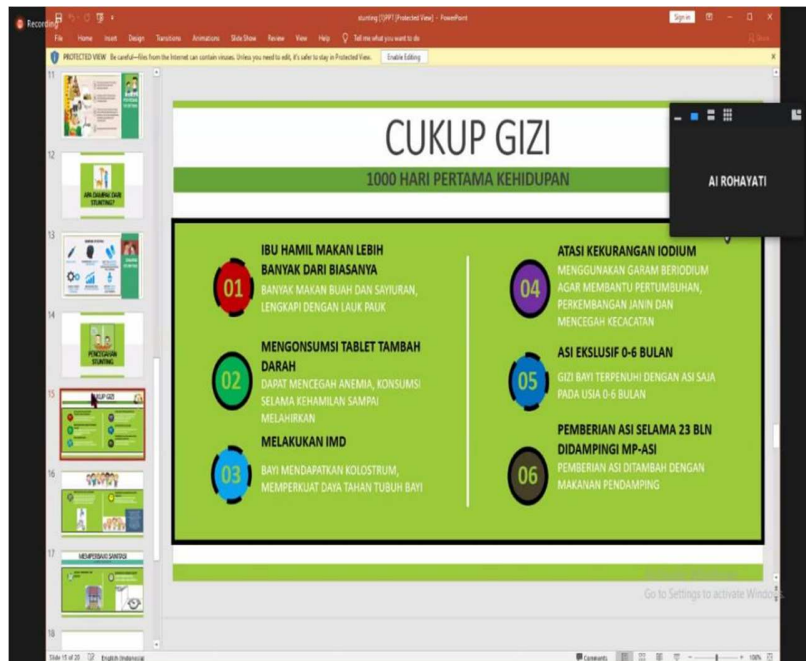 Recording
stunting (1)PPT [Protected View] - PowerPoint
Sign in
File Home Insert Design Transitions Animations Slide Show Review View Help Tell me what you want to do
Share
PROTECTED VIEW Be careful—files from the Internet can contain viruses. Unless you need to edit, it's safer to stay in Protected View. Enable Editing
11
12
APA DAMPAK DARI
STUNTING?
13
14
PENCEGAHAN
STUNTING
15
CUKUP GIZI
16
17
MEMPERBAIKI SANITASI
18
CUKUP GIZI
1000 HARI PERTAMA KEHIDUPAN
AI ROHAYATI
01
IBU HAMIL MAKAN LEBIH
BANYAK DARI BIASANYA
BANYAK MAKAN BUAH DAN SAYIURAN,
LENGKAPI DENGAN LAUK PAUK
02
MENGONSUMSI TABLET TAMBAH
DARAH
DAPAT MENCEGAH ANEMIA, KONSUMSI
SELAMA KEHAMILAN SAMPAI
MELAHIRKAN
03
MELAKUKAN IMD
BAYI MENDAPATKAN KOLOSTRUM,
MEMPERKUAT DAYA TAHAN TUBUH BAYI
04
ATASI KEKURANGAN IODIUM
MENGGUNAKAN GARAM BERIODIUM
AGAR MEMBANTU PERTUMBUHAN,
PERKEMBANGAN JANIN DAN
MENCEGAH KECACATAN
05
ASI EKSLUSIF 0-6 BULAN
GIZI BAYI TERPENUHI DENGAN ASI SAJA
PADA USIA 0-6 BULAN
06
PEMBERIAN ASI SELAMA 23 BLN
DIDAMPINGI MP-ASI
PEMBERIAN ASI DITAMBAH DENGAN
MAKANAN PENDAMPING
Go to Settings to activate Windows.
Slide 15 of 20 English (Indonesia)
Comments
100%